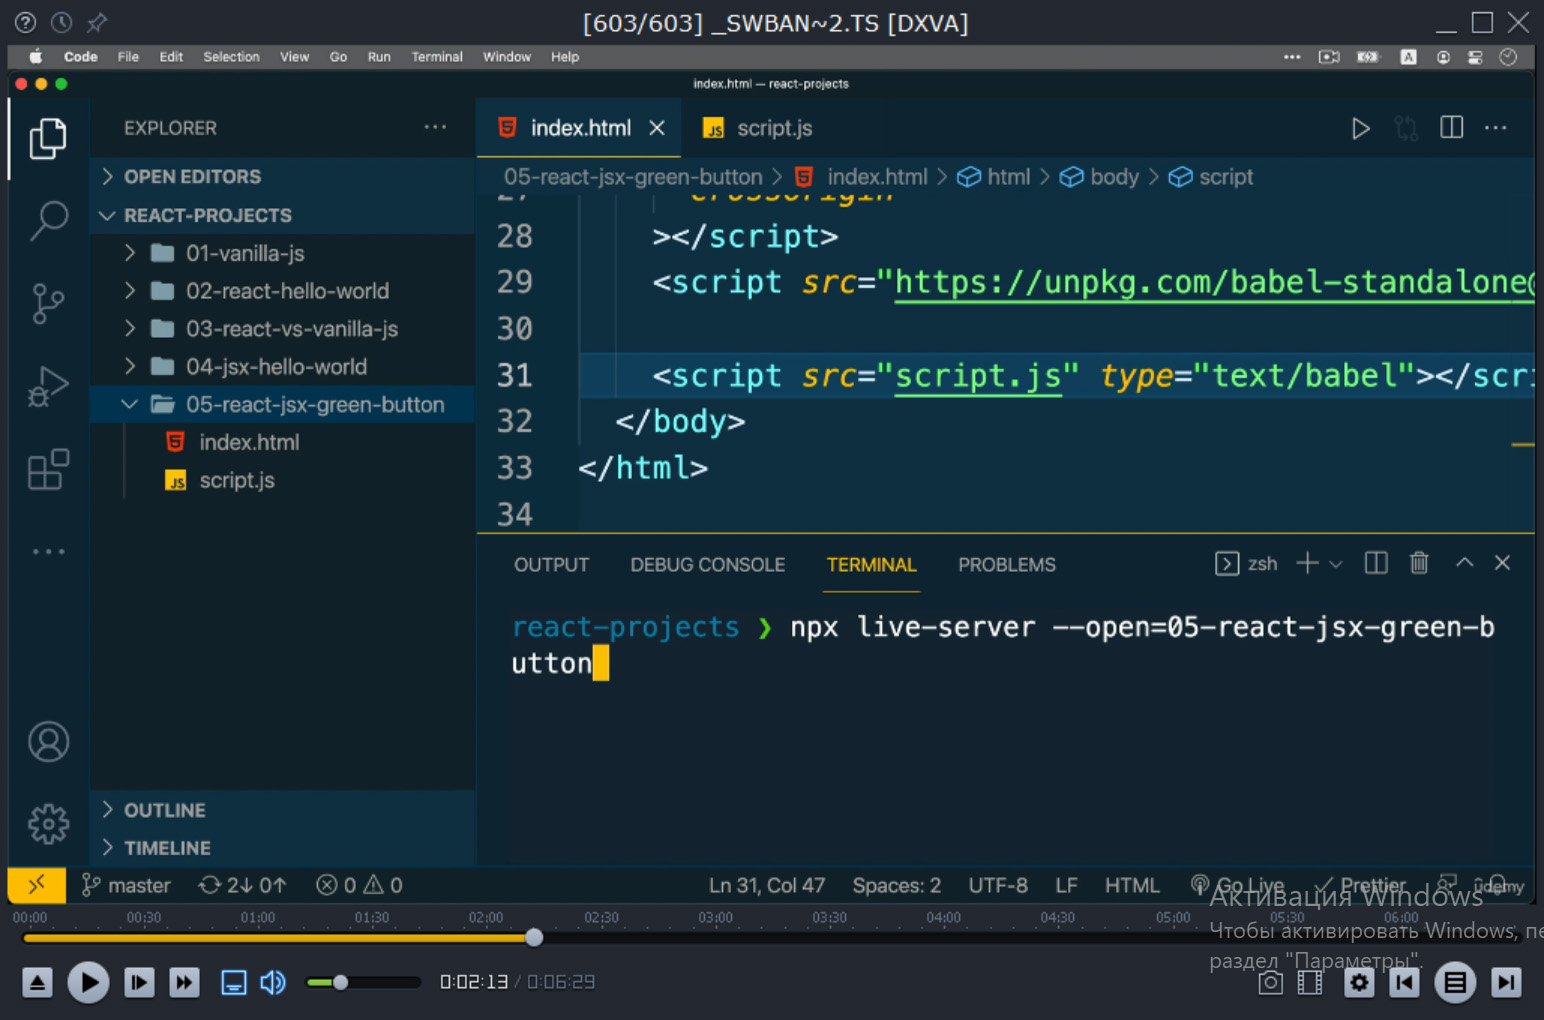 [603/603] _SWBAN~2.TS [DXVA]
Code File Edit Selection View Go Run Terminal Window Help
A
index.html — react-projects
EXPLORER
index.html
JS script.js
OPEN EDITORS
05-react-jsx-green-button > index.html > html > body > script
REACT-PROJECTS
01-vanilla-js
02-react-hello-world
03-react-vs-vanilla-js
04-jsx-hello-world
05-react-jsx-green-button
index.html
JS script.js
27 crossorigin
28 ></script>
29 <script src="https://unpkg.com/babel-standalone@
30
31 <script src="script.js" type="text/babel"></scri
32 </body>
33 </html>
34
OUTPUT DEBUG CONSOLE TERMINAL PROBLEMS
zsh
react-projects ❯ npx live-server --open=05-react-jsx-green-b
utton
OUTLINE
TIMELINE
master 2↓ 0↑ 0 0
Ln 31, Col 47 Spaces: 2 UTF-8 LF HTML Go Live Prettier
ûdemy
Активация Windows
Чтобы активировать Windows, пе
раздел "Параметры".
00:00 00:30 01:00 01:30 02:00 02:30 03:00 03:30 04:00 04:30 05:00 05:30 06:00
0:02:13 / 0:06:29